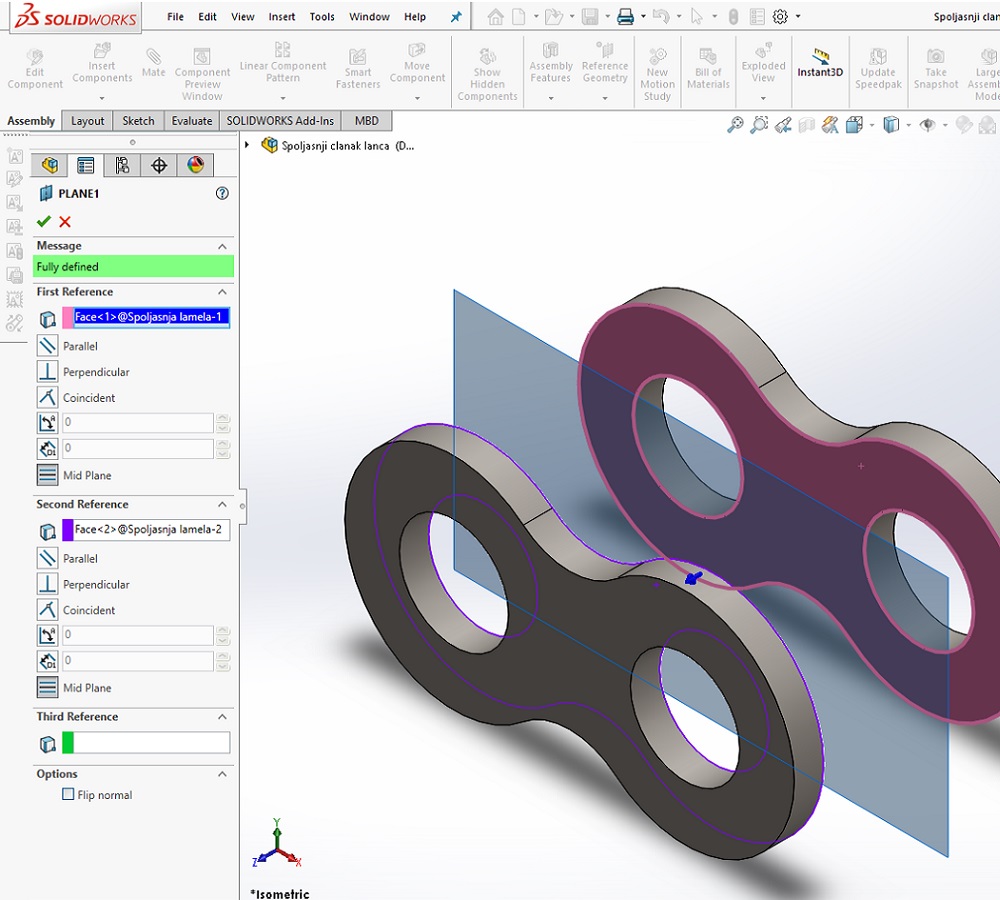 SOLIDWORKS
File Edit View Insert Tools Window Help
Spoljasnji clan
Edit Component
Insert Components
Mate
Component Preview Window
Linear Component Pattern
Smart Fasteners
Move Component
Show Hidden Components
Assembly Features
Reference Geometry
New Motion Study
Bill of Materials
Exploded View
Instant3D
Update Speedpak
Take Snapshot
Large Assembly Mode
Assembly Layout Sketch Evaluate SOLIDWORKS Add-Ins MBD
Spoljasnji clanak lanca (D...
PLANE1
Message
Fully defined
First Reference
Face<1>@Spoljasnja lamela-1
Parallel
Perpendicular
Coincident
0
0
Mid Plane
Second Reference
Face<2>@Spoljasnja lamela-2
Parallel
Perpendicular
Coincident
0
0
Mid Plane
Third Reference
Options
Flip normal
Y
Z X
*Isometric